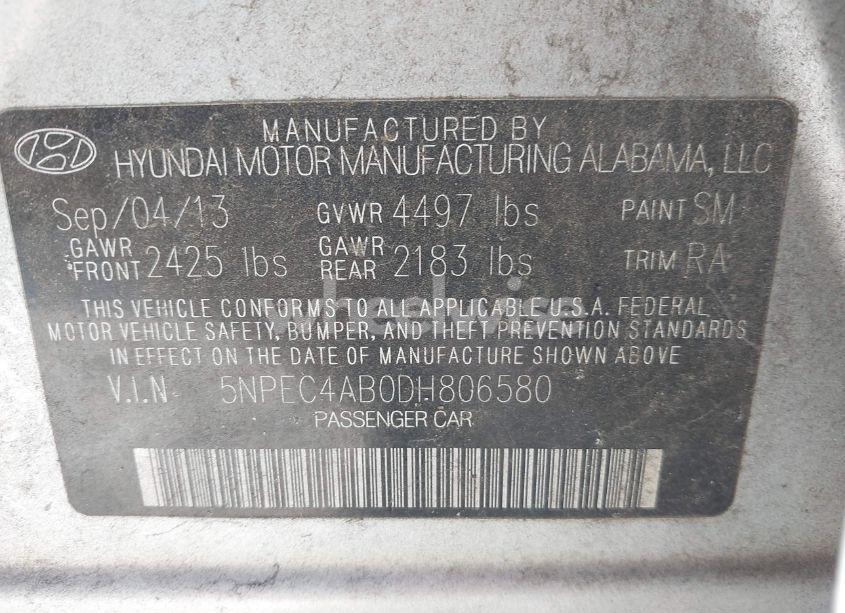 MANUFACTURED BY
HYUNDAI MOTOR MANUFACTURING ALABAMA, LLC
Sep/04/13 GVWR 4497 lbs PAINT SM
GAWR FRONT 2425 lbs GAWR REAR 2183 lbs TRIM RA
THIS VEHICLE CONFORMS TO ALL APPLICABLE U.S.A. FEDERAL
MOTOR VEHICLE SAFETY, BUMPER, AND THEFT PREVENTION STANDARDS
IN EFFECT ON THE DATE OF MANUFACTURE SHOWN ABOVE
V.I.N 5NPEC4AB0DH806580
PASSENGER CAR